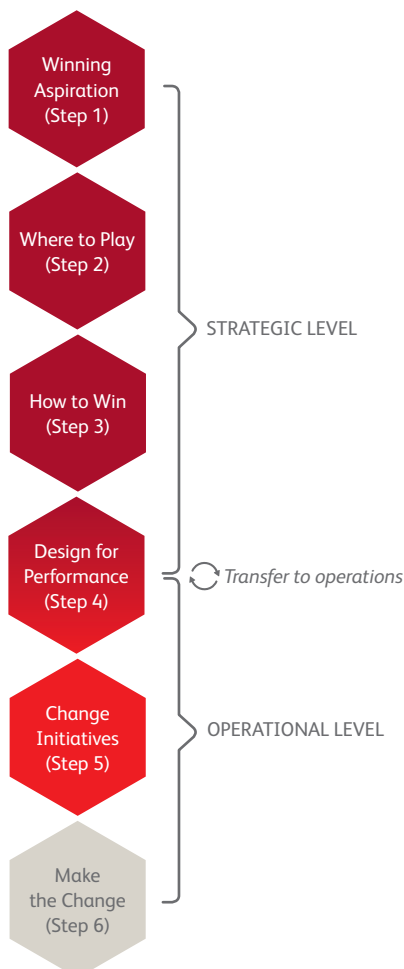 Winning
Aspiration
(Step 1)
Where to Play
(Step 2)
How to Win
(Step 3)
STRATEGIC LEVEL
Design for
Performance
(Step 4)
Transfer to operations
Change
Initiatives
(Step 5)
OPERATIONAL LEVEL
Make
the Change
(Step 6)